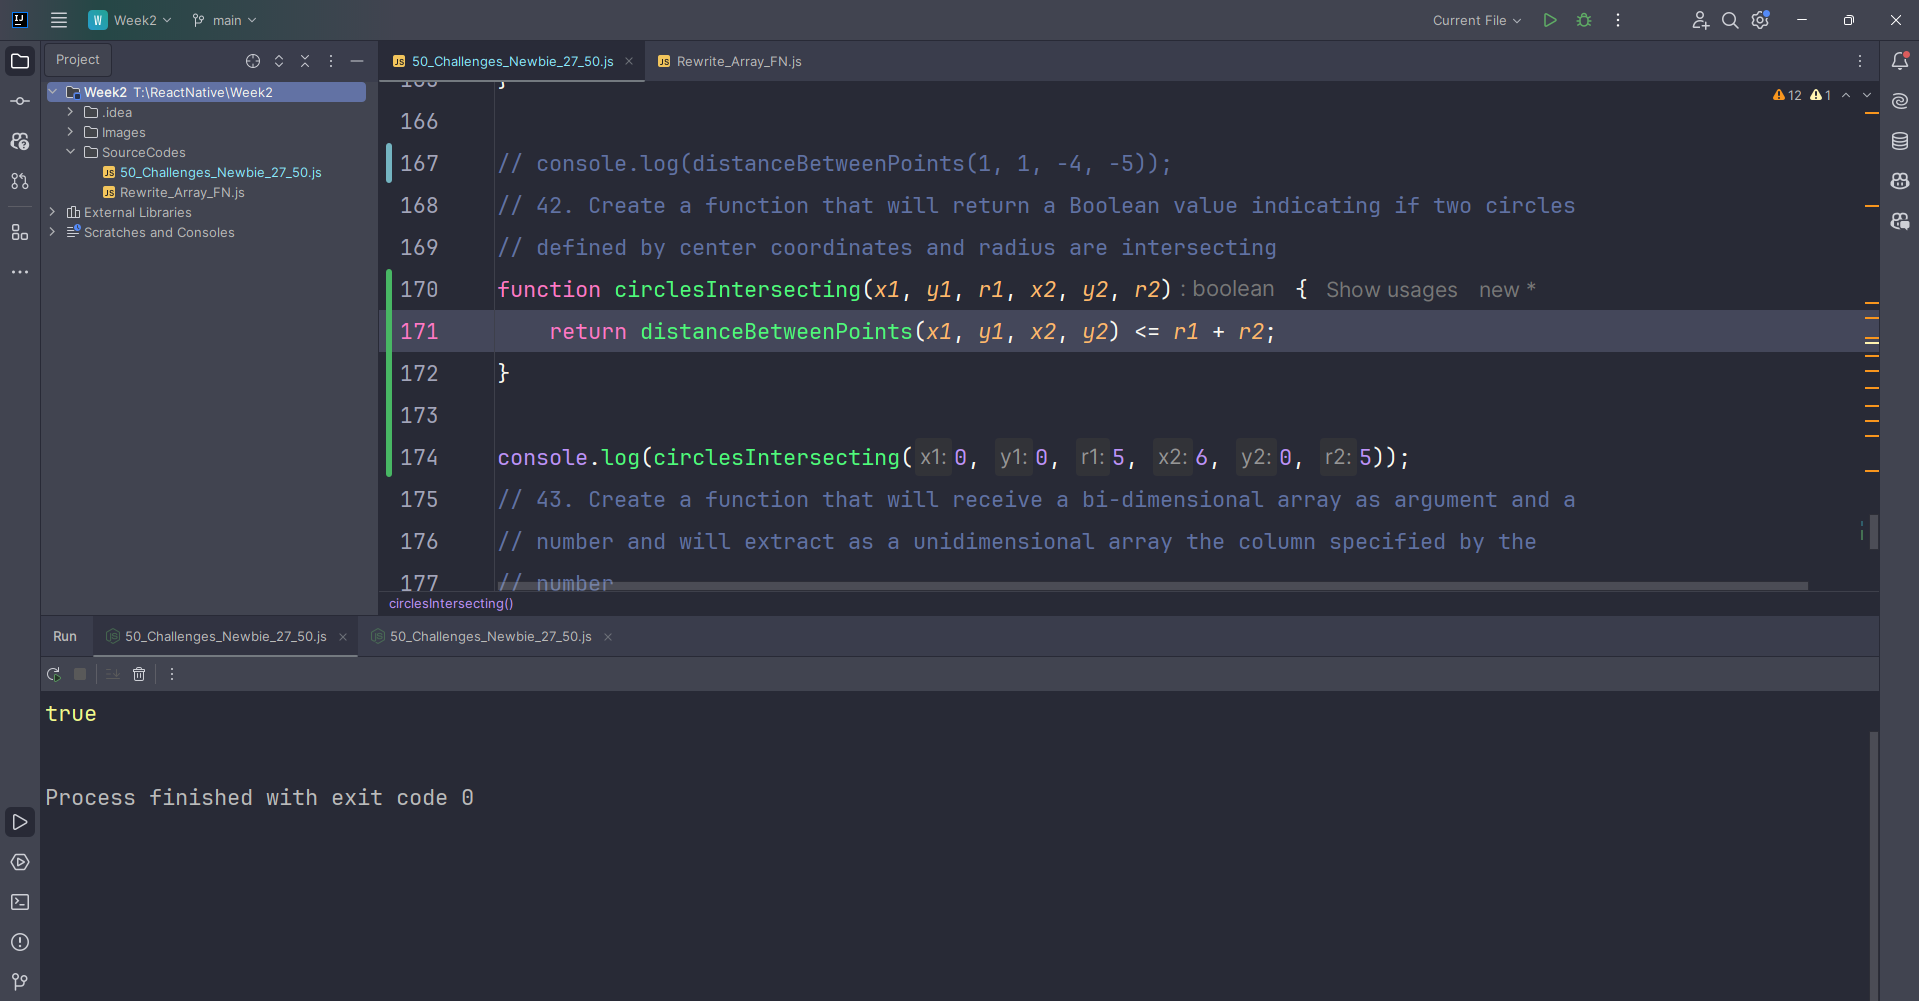 W Week2 main
Current File
Project
Week2 T:\ReactNative\Week2
.idea
Images
SourceCodes
JS 50_Challenges_Newbie_27_50.js
JS Rewrite_Array_FN.js
External Libraries
Scratches and Consoles
JS 50_Challenges_Newbie_27_50.js
JS Rewrite_Array_FN.js
12 1
166
167 // console.log(distanceBetweenPoints(1, 1, -4, -5));
168 // 42. Create a function that will return a Boolean value indicating if two circles
169 // defined by center coordinates and radius are intersecting
170 function circlesIntersecting(x1, y1, r1, x2, y2, r2) : boolean { Show usages new *
171 return distanceBetweenPoints(x1, y1, x2, y2) <= r1 + r2;
172 }
173
174 console.log(circlesIntersecting( x1: 0, y1: 0, r1: 5, x2: 6, y2: 0, r2: 5));
175 // 43. Create a function that will receive a bi-dimensional array as argument and a
176 // number and will extract as a unidimensional array the column specified by the
177 // number
circlesIntersecting()
Run 50_Challenges_Newbie_27_50.js 50_Challenges_Newbie_27_50.js
true
Process finished with exit code 0